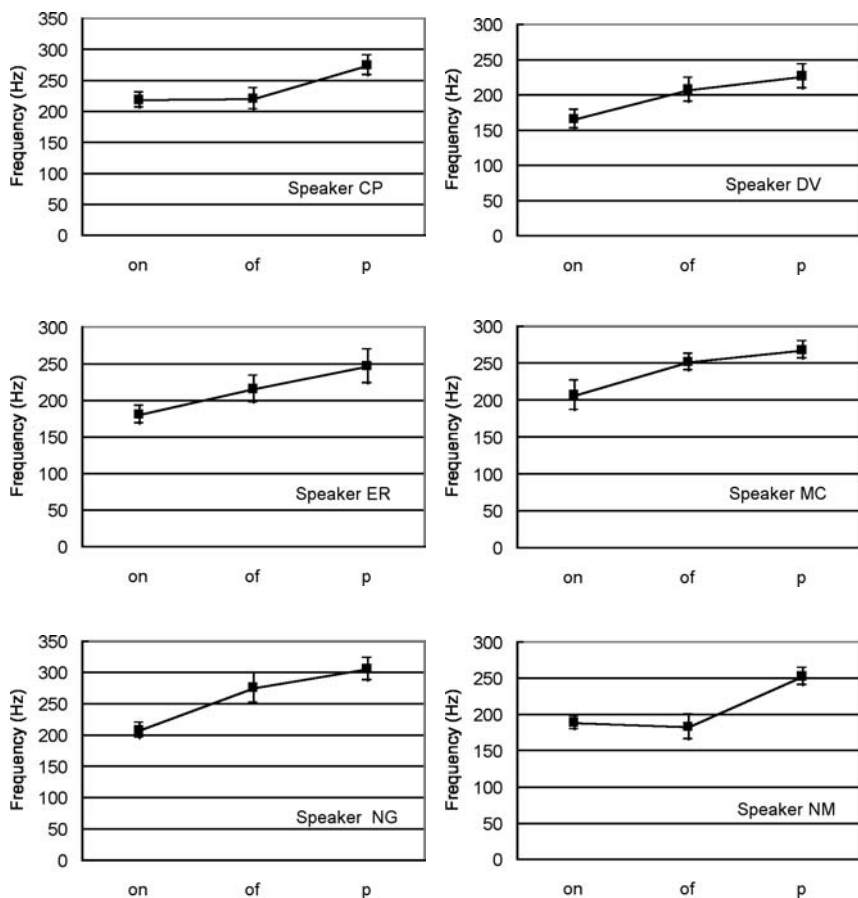 350
300
250
200
150
100
50
0
Frequency (Hz)
Speaker CP
on of p
300
250
200
150
100
50
0
Frequency (Hz)
Speaker DV
on of p
300
250
200
150
100
50
0
Frequency (Hz)
Speaker ER
on of p
300
250
200
150
100
50
0
Frequency (Hz)
Speaker MC
on of p
350
300
250
200
150
100
50
0
Frequency (Hz)
Speaker NG
on of p
300
250
200
150
100
50
0
Frequency (Hz)
Speaker NM
on of p